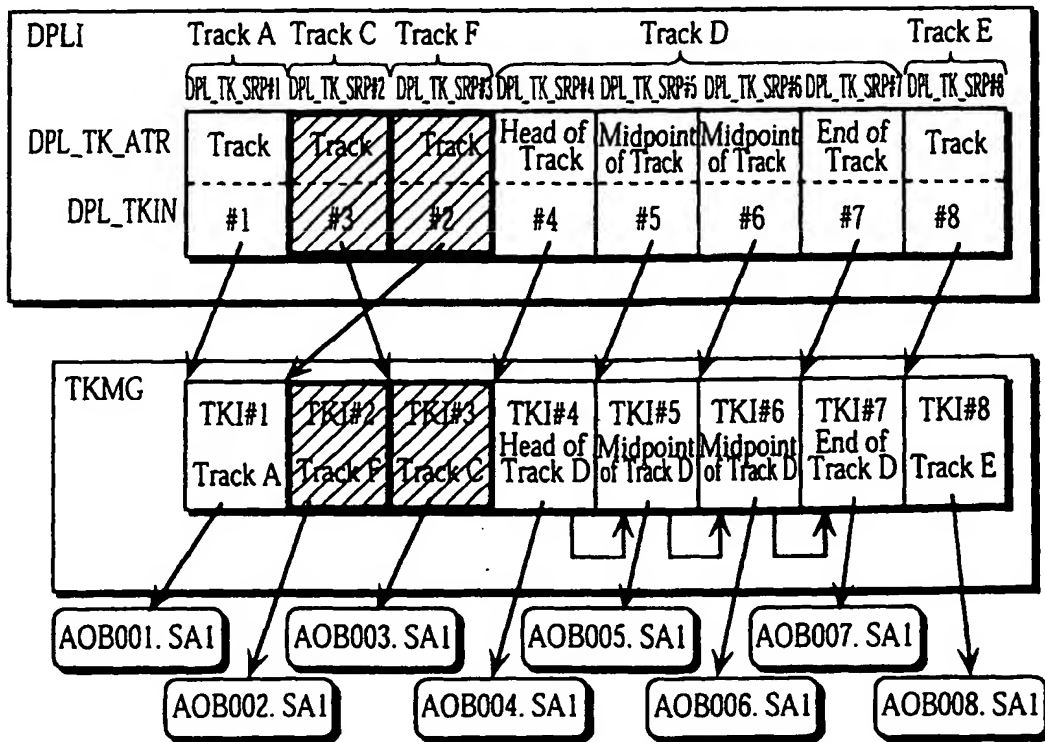 DPLI
Track A Track C Track F Track D Track E
DPL_TK_SRP#1 DPL_TK_SRP#2 DPL_TK_SRP#3 DPL_TK_SRP#4 DPL_TK_SRP#5 DPL_TK_SRP#6 DPL_TK_SRP#7 DPL_TK_SRP#8
DPL_TK_ATR
Track Track Track Head of Track Midpoint of Track Midpoint of Track End of Track Track
DPL_TKIN
#1 #3 #2 #4 #5 #6 #7 #8
TKMG
TKI#1 TKI#2 TKI#3 TKI#4 TKI#5 TKI#6 TKI#7 TKI#8
Track A Track F Track C Head of Track D Midpoint of Track D Midpoint of Track D End of Track D Track E
AOB001. SA1 AOB003. SA1 AOB005. SA1 AOB007. SA1
AOB002. SA1 AOB004. SA1 AOB006. SA1 AOB008. SA1